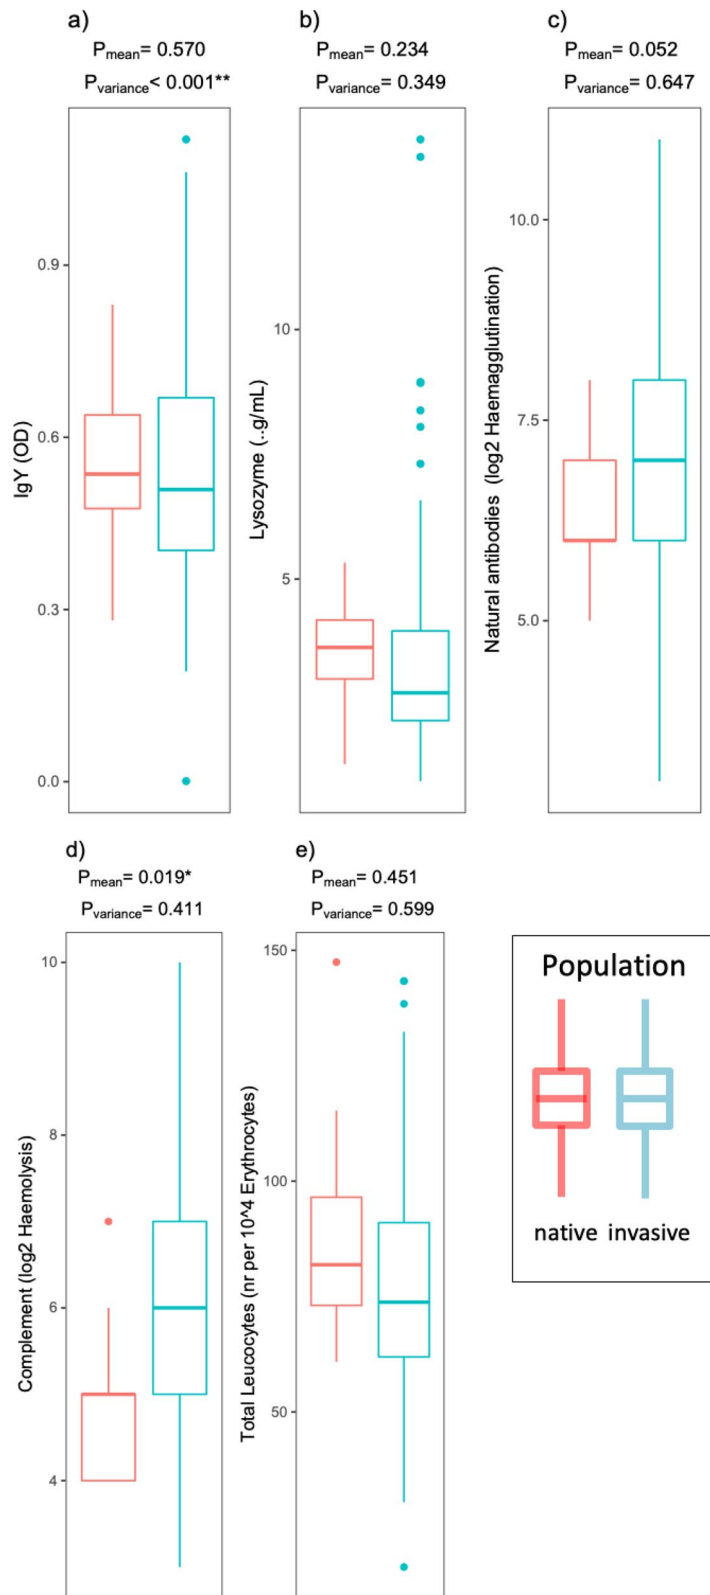 a)
Pmean= 0.570
Pvariance< 0.001**
0.9
0.6
0.3
0.0
IgY (OD)
b)
Pmean= 0.234
Pvariance= 0.349
10
5
Lysozyme (..g/mL)
c)
Pmean= 0.052
Pvariance= 0.647
10.0
7.5
5.0
Natural antibodies (log2 Haemagglutination)
d)
Pmean= 0.019*
Pvariance= 0.411
10
8
6
4
Complement (log2 Haemolysis)
e)
Pmean= 0.451
Pvariance= 0.599
150
100
50
Total Leucocytes (nr per 10^4 Erythrocytes)
Population
native invasive